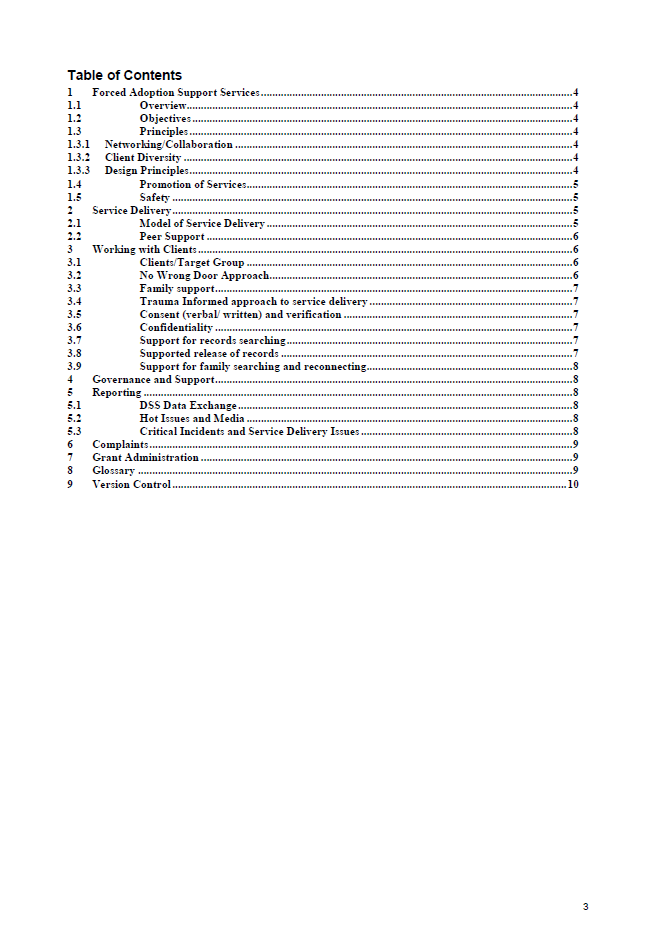 Table of Contents
1 Forced Adoption Support Services 4
1.1 Overview 4
1.2 Objectives 4
1.3 Principles 4
1.3.1 Networking/Collaboration 4
1.3.2 Client Diversity 4
1.3.3 Design Principles 4
1.4 Promotion of Services 5
1.5 Safety 5
2 Service Delivery 5
2.1 Model of Service Delivery 5
2.2 Peer Support 6
3 Working with Clients 6
3.1 Clients/Target Group 6
3.2 No Wrong Door Approach 6
3.3 Family support 7
3.4 Trauma Informed approach to service delivery 7
3.5 Consent (verbal/ written) and verification 7
3.6 Confidentiality 7
3.7 Support for records searching 7
3.8 Supported release of records 7
3.9 Support for family searching and reconnecting 8
4 Governance and Support 8
5 Reporting 8
5.1 DSS Data Exchange 8
5.2 Hot Issues and Media 8
5.3 Critical Incidents and Service Delivery Issues 8
6 Complaints 9
7 Grant Administration 9
8 Glossary 9
9 Version Control 10
3